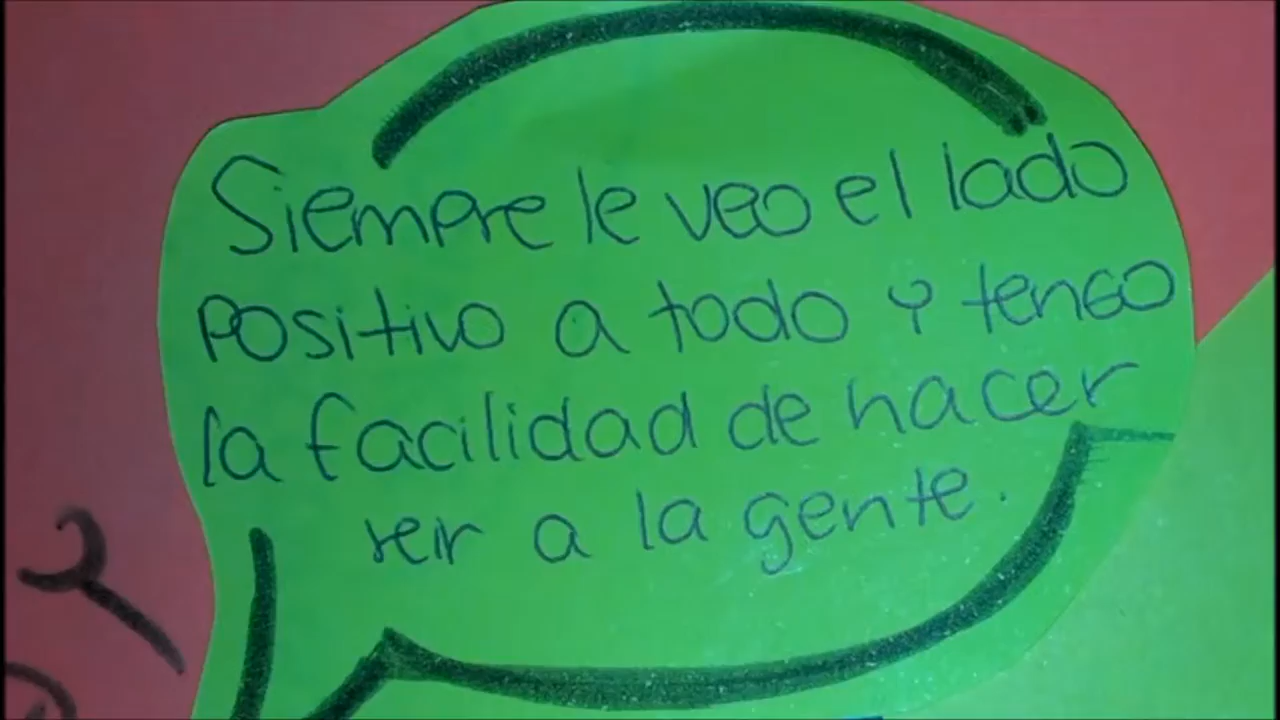 Siempre le veo el lado
positivo a todo y tengo
la facilidad de hacer
reir a la gente.